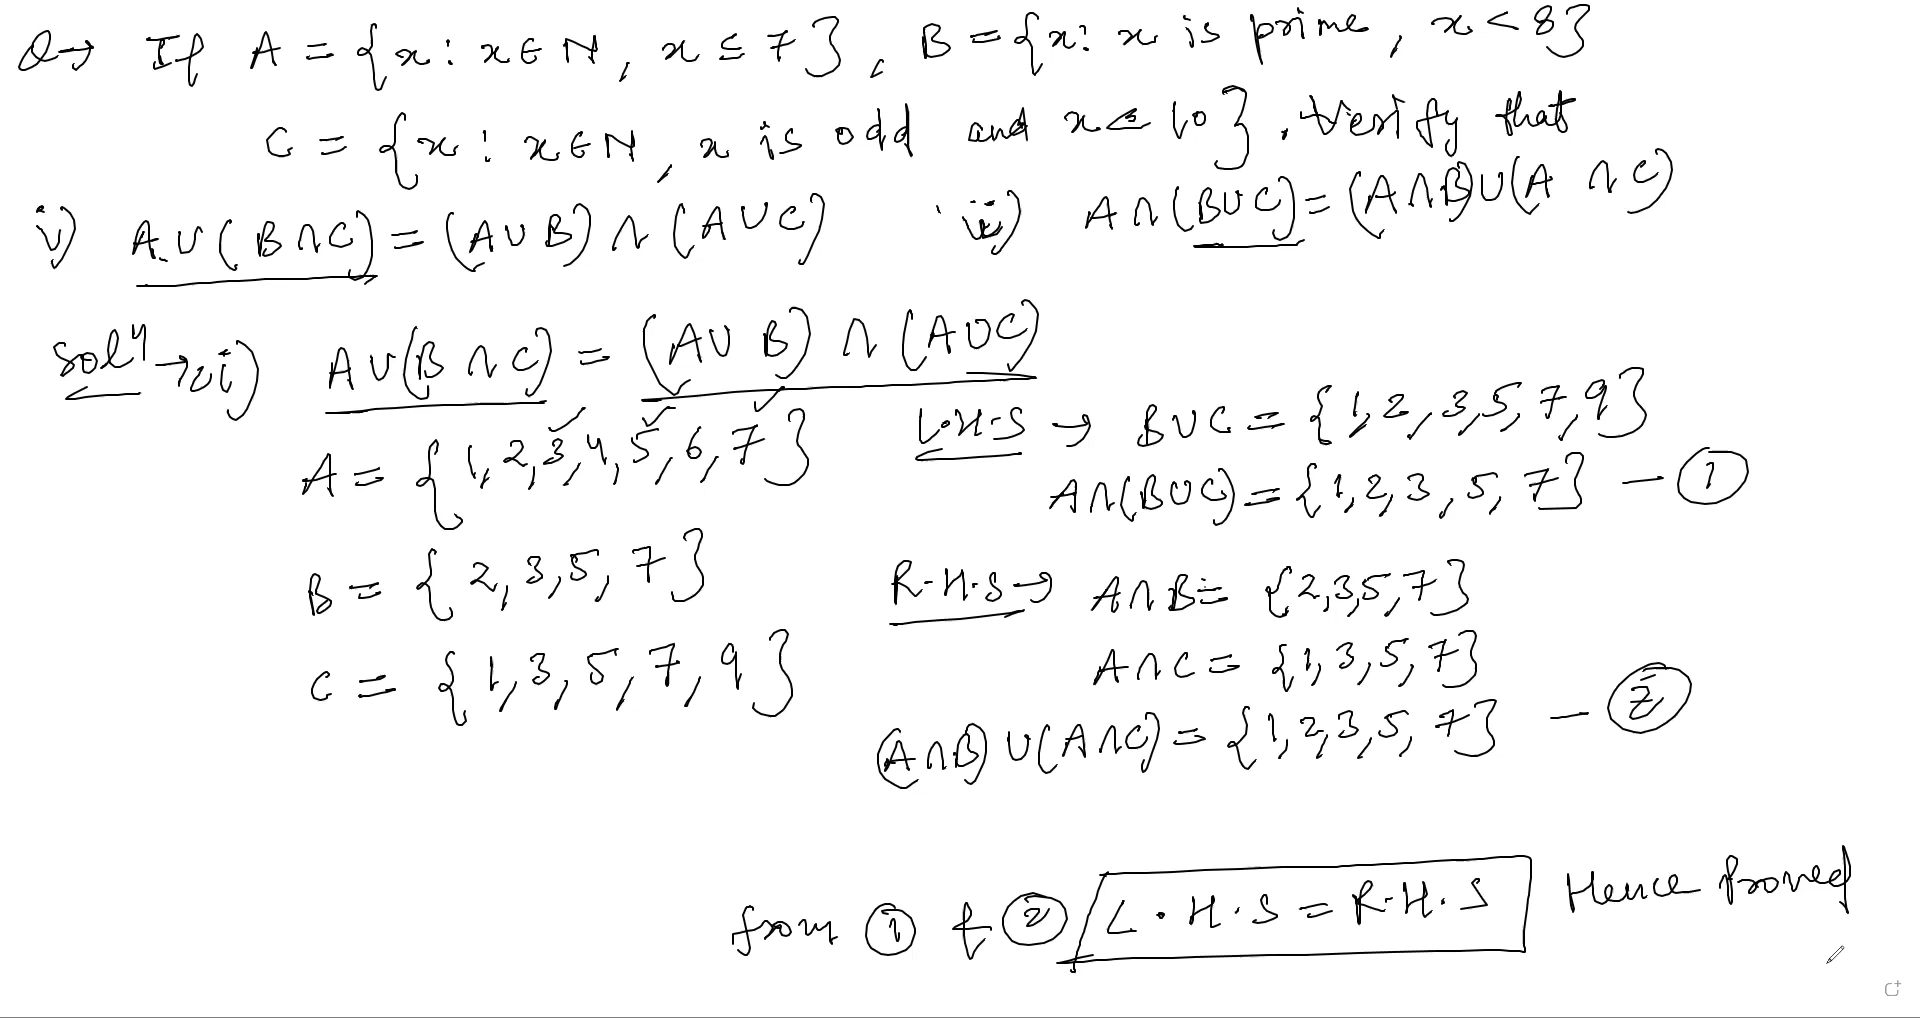 Q→ If A = {x : x ∈ N, x ≤ 7}, B = {x : x is prime, x < 8}
C = {x : x ∈ N, x is odd and x ≤ 10}. Verify that
i) A ∪ (B ∩ C) = (A ∪ B) ∩ (A ∪ C) ii) A ∩ (B ∪ C) = (A ∩ B) ∪ (A ∩ C)
Solⁿ → i) A ∪ (B ∩ C) = (A ∪ B) ∩ (A ∪ C)
A = {1, 2, 3, 4, 5, 6, 7}
B = {2, 3, 5, 7}
C = {1, 3, 5, 7, 9}
L.H.S → B ∪ C = {1, 2, 3, 5, 7, 9}
A ∩ (B ∪ C) = {1, 2, 3, 5, 7} — ①
R.H.S → A ∩ B = {2, 3, 5, 7}
A ∩ C = {1, 3, 5, 7}
(A ∩ B) ∪ (A ∩ C) = {1, 2, 3, 5, 7} — ②
from ① & ② L.H.S = R.H.S Hence Proved